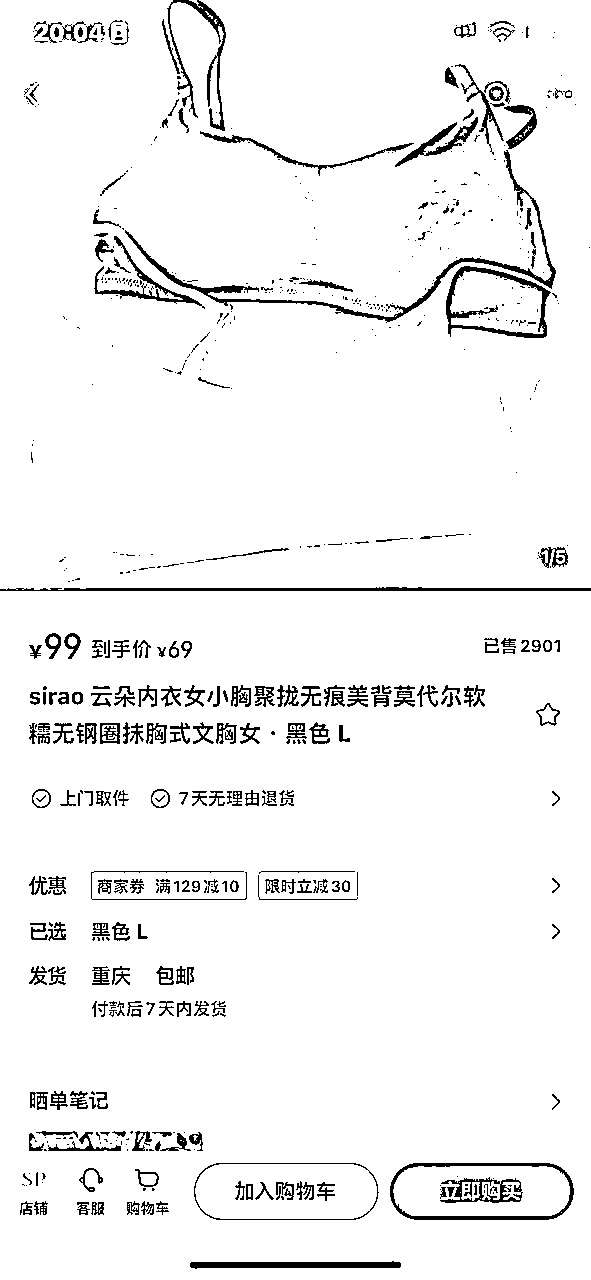 20:04
1/5
¥99 到手价 ¥69 已售2901
sirao 云朵内衣女小胸聚拢无痕美背莫代尔软
糯无钢圈抹胸式文胸女·黑色 L
上门取件 7天无理由退货
优惠 商家券 满129减10 限时立减30
已选 黑色 L
发货 重庆 包邮
付款后7天内发货
晒单笔记
SP
店铺 客服 购物车 加入购物车 立即购买